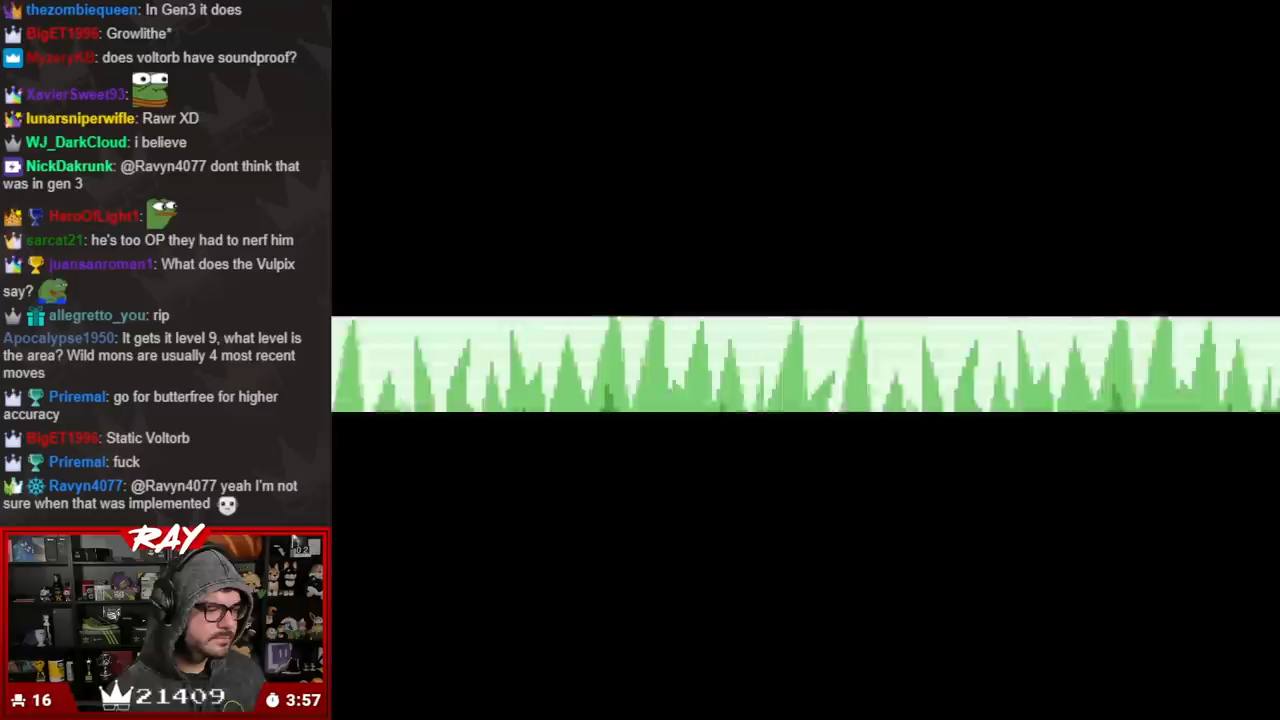 thezombiequeen: In Gen3 it does
BigET1996: Growlithe*
MyzeryKB: does voltorb have soundproof?
XavierSweet93:
lunarsniperwifle: Rawr XD
WJ_DarkCloud: i believe
NickDakrunk: @Ravyn4077 dont think that
was in gen 3
HeroOfLight1:
sarcat21: he's too OP they had to nerf him
juansanroman1: What does the Vulpix
say?
allegretto_you: rip
Apocalypse1950: It gets it level 9, what level is
the area? Wild mons are usually 4 most recent
moves
Priremal: go for butterfree for higher
accuracy
BigET1996: Static Voltorb
Priremal: fuck
Ravyn4077: @Ravyn4077 yeah I'm not
sure when that was implemented
RAY
16
21409
3:57